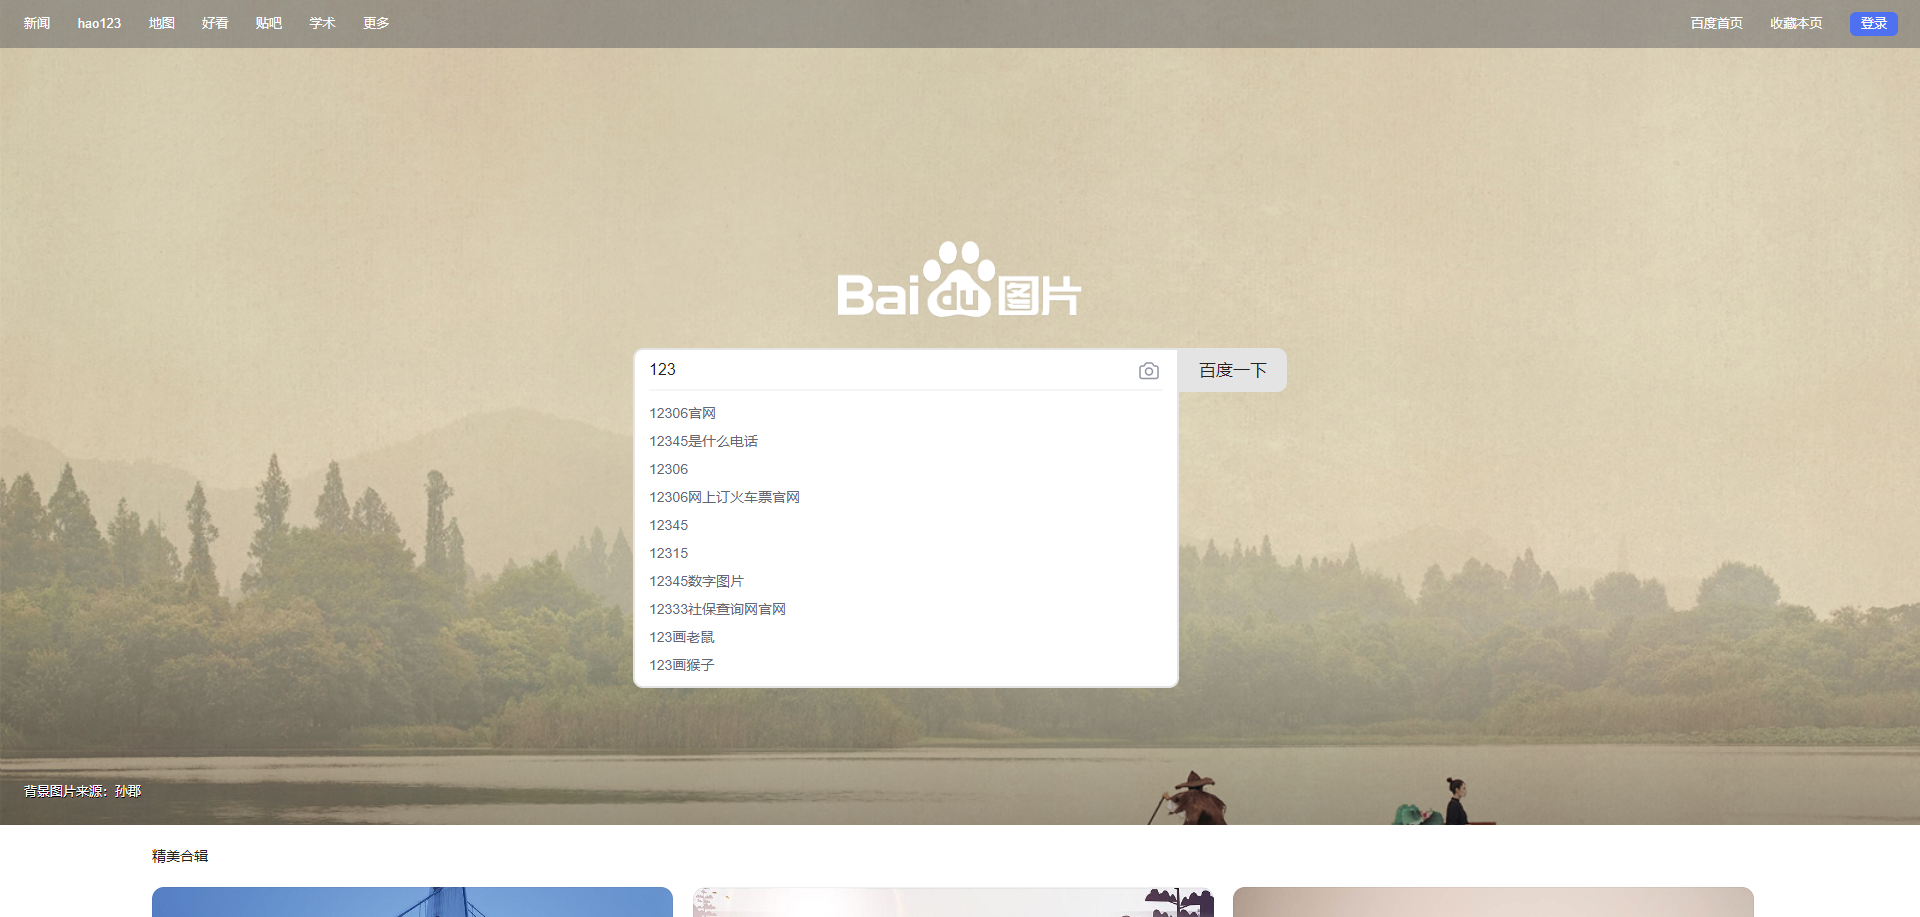 新闻 hao123 地图 好看 贴吧 学术 更多 百度首页 收藏本页 登录
Bai du 图片
123 百度一下
12306官网
12345是什么电话
12306
12306网上订火车票官网
12345
12315
12345数字图片
12333社保查询网官网
123画老鼠
123画猴子
背景图片来源：孙郡
精美合辑